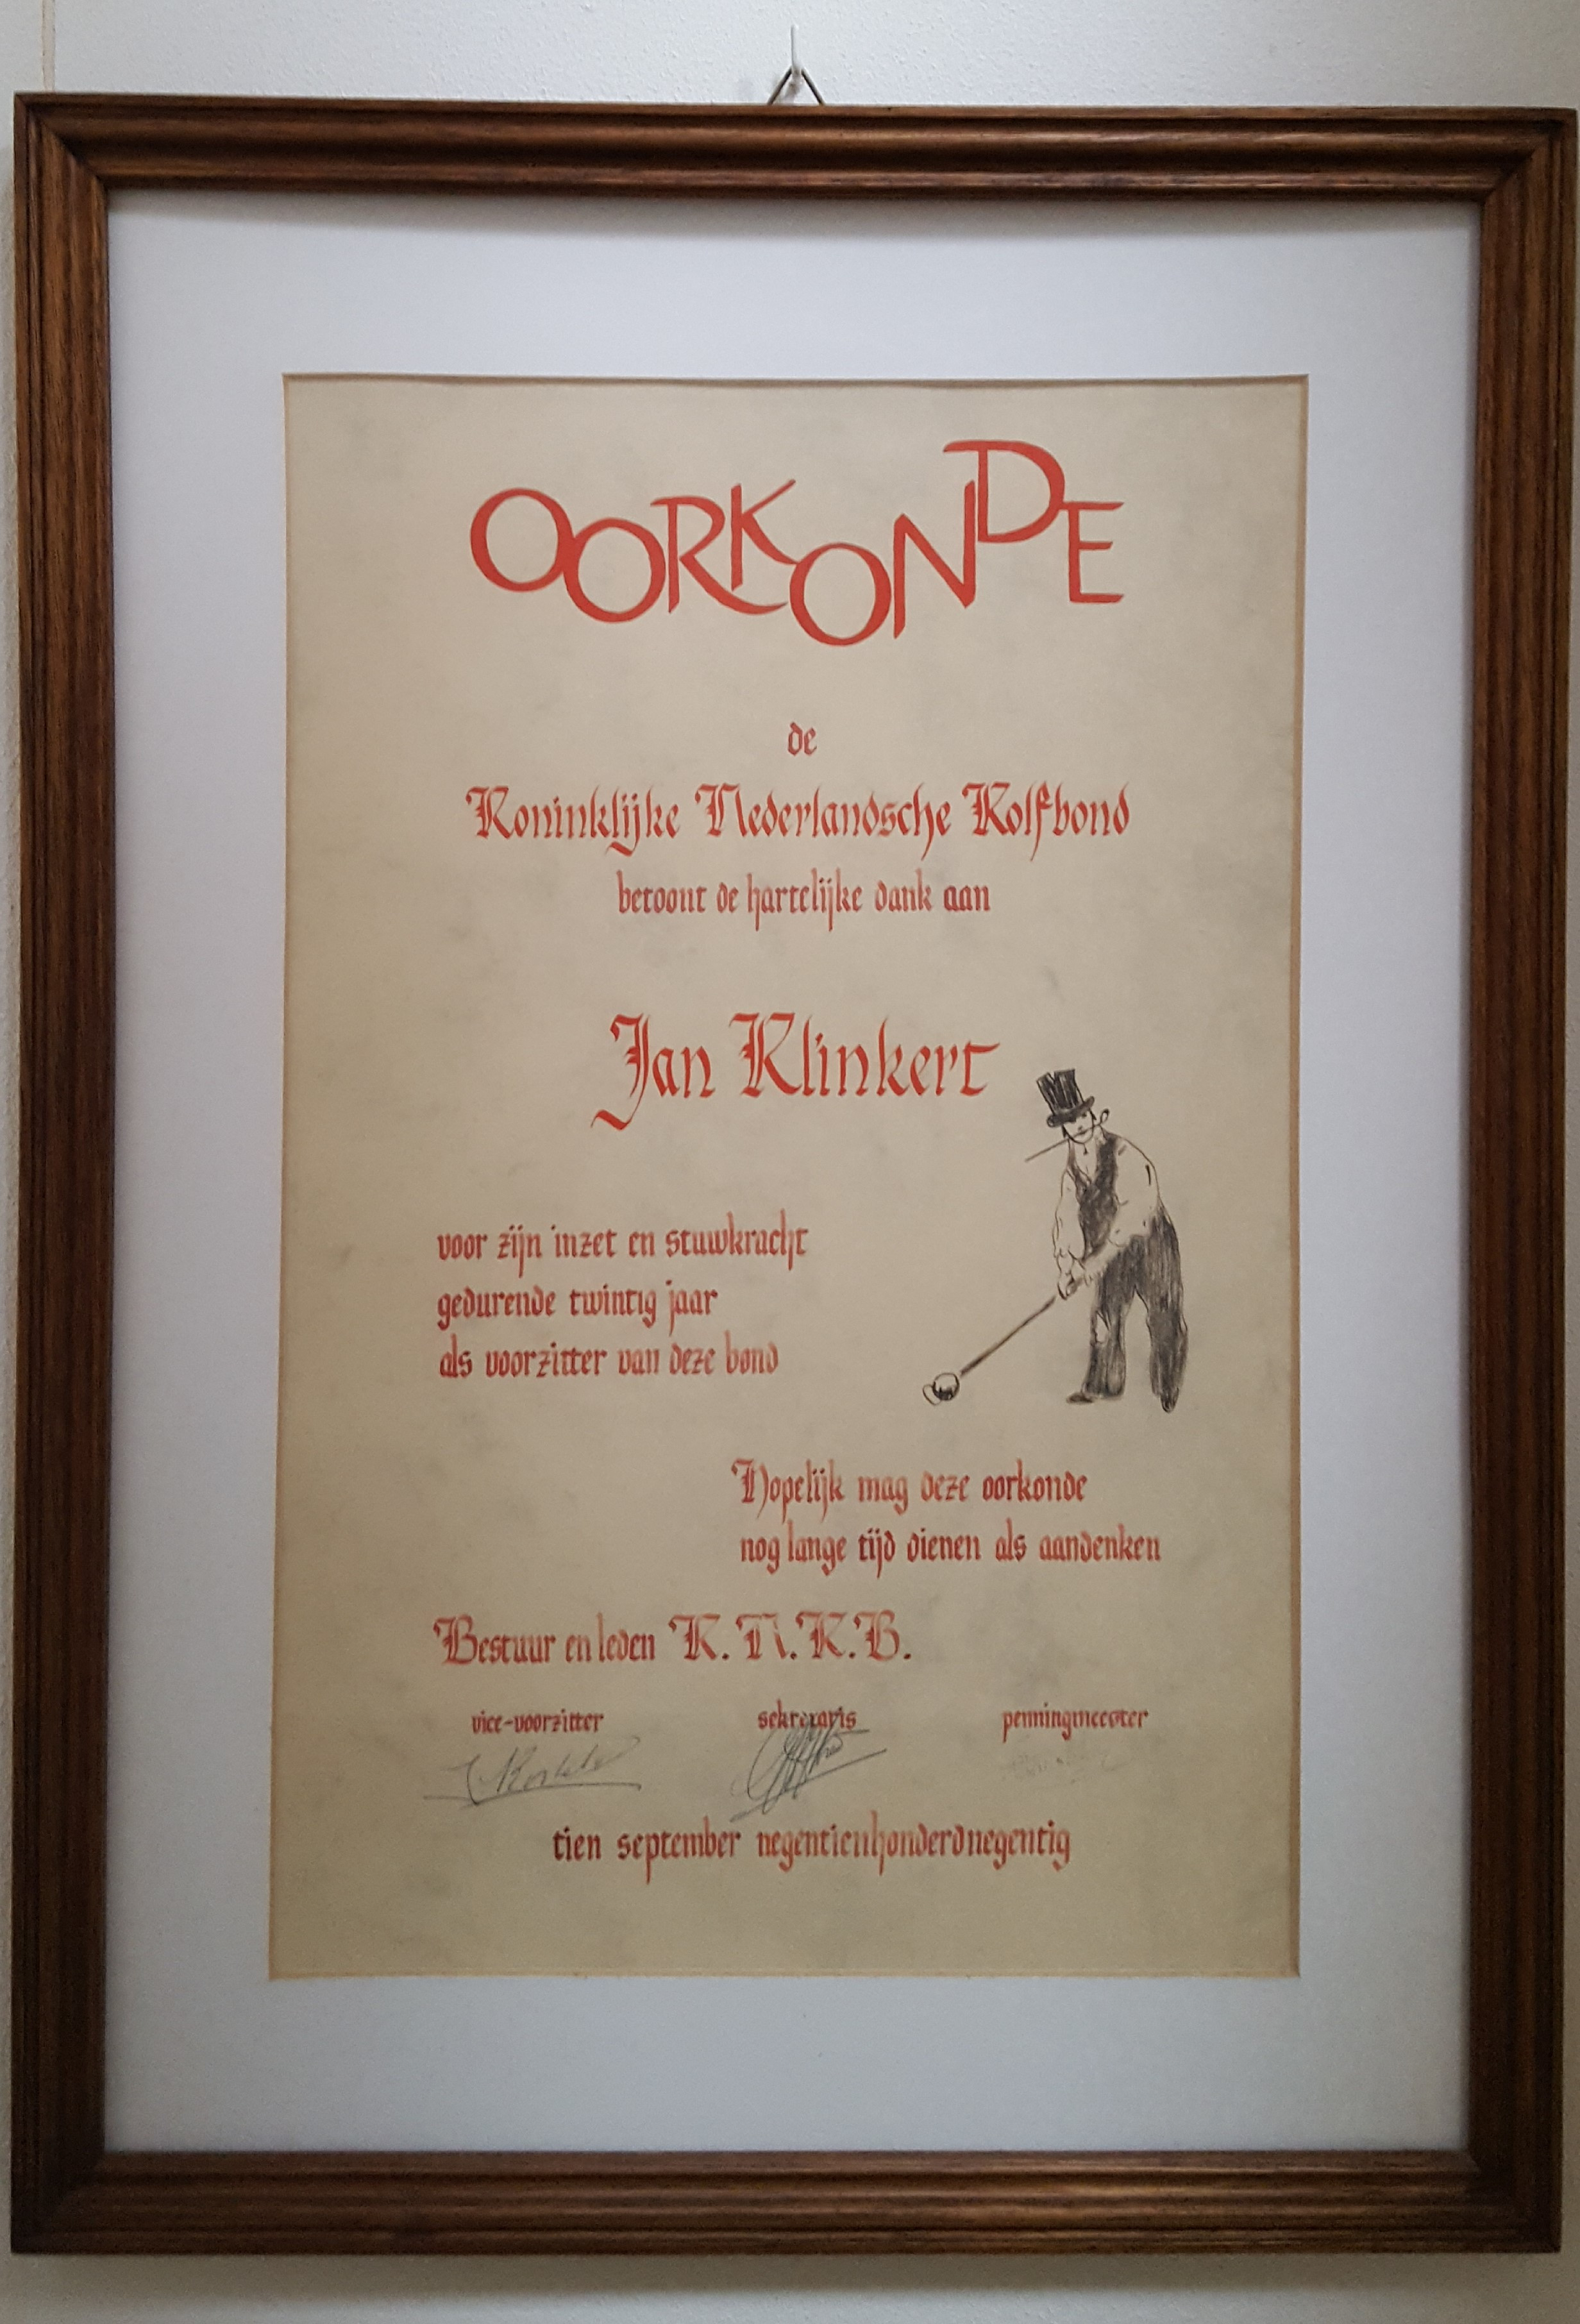 OORKONDE
de
Koninklijke Nederlandsche Kolfbond
betoont de hartelijke dank aan
Jan Klinkert
voor zijn inzet en stuwkracht
gedurende twintig jaar
als voorzitter van deze bond
Hopelijk mag deze oorkonde
nog lange tijd dienen als aandenken
Bestuur en leden K.N.K.B.
vice-voorzitter sekretaris penningmeester
tien september negentienhonderdnegentig